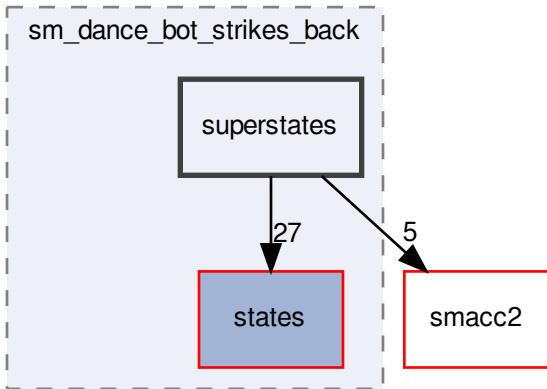 sm_dance_bot_strikes_back
superstates
27
5
states
smacc2